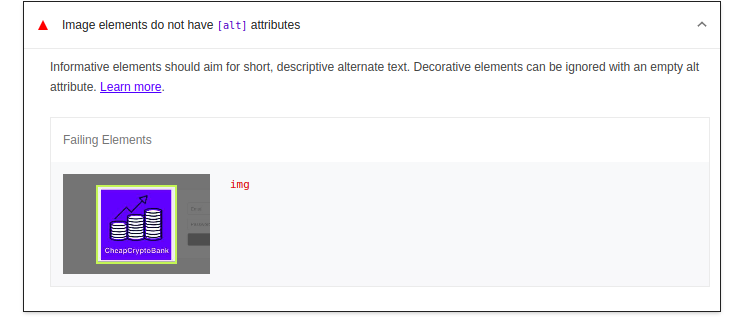 Image elements do not have [alt] attributes
Informative elements should aim for short, descriptive alternate text. Decorative elements can be ignored with an empty alt
attribute. Learn more.
Failing Elements
img
CheapCryptoBank